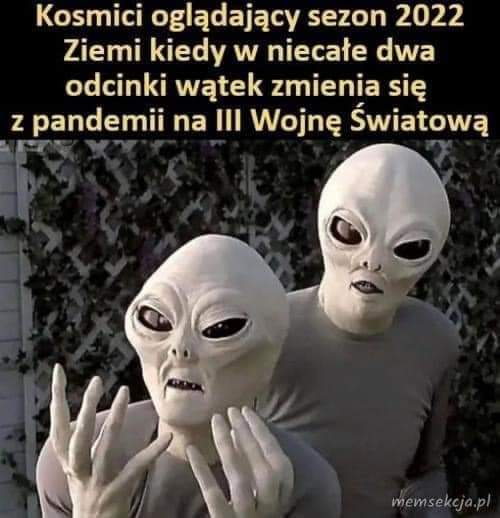 Kosmici oglądający sezon 2022
Ziemi kiedy w niecałe dwa
odcinki wątek zmienia się
z pandemii na III Wojnę Światową
memsekcja.pl